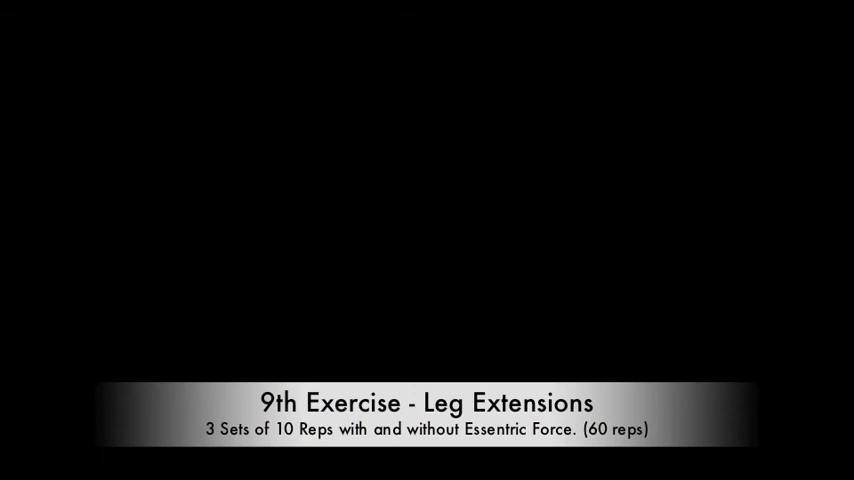 9th Exercise - Leg Extensions
3 Sets of 10 Reps with and without Essentric Force. (60 reps)